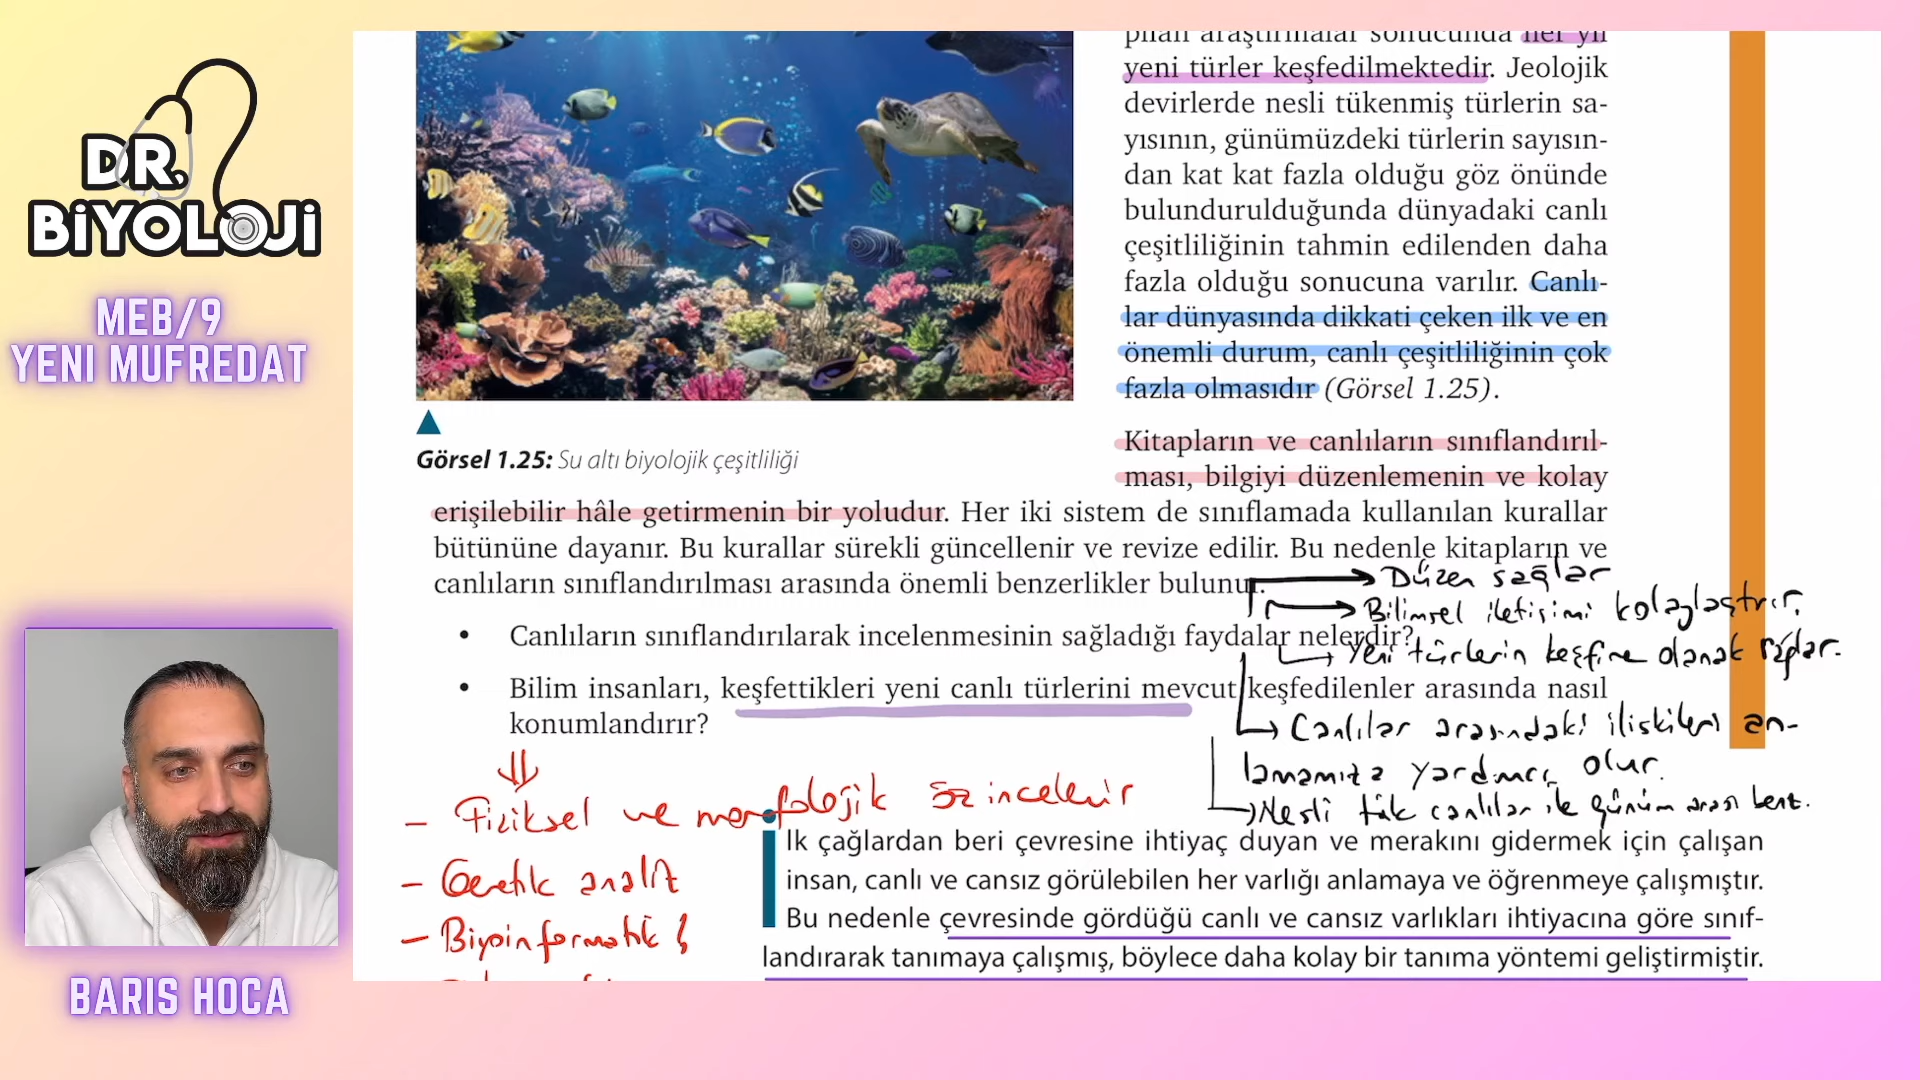 DR.
BİYOLOJİ
MEB/9
YENI MUFREDAT
BARIS HOCA
pılan araştırmalar sonucunda her yıl
yeni türler keşfedilmektedir. Jeolojik
devirlerde nesli tükenmiş türlerin sa-
yısının, günümüzdeki türlerin sayısın-
dan kat kat fazla olduğu göz önünde
bulundurulduğunda dünyadaki canlı
çeşitliliğinin tahmin edilenden daha
fazla olduğu sonucuna varılır. Canlı-
lar dünyasında dikkati çeken ilk ve en
önemli durum, canlı çeşitliliğinin çok
fazla olmasıdır (Görsel 1.25).
Görsel 1.25: Su altı biyolojik çeşitliliği
Kitapların ve canlıların sınıflandırıl-
ması, bilgiyi düzenlemenin ve kolay
erişilebilir hâle getirmenin bir yoludur. Her iki sistem de sınıflamada kullanılan kurallar
bütününe dayanır. Bu kurallar sürekli güncellenir ve revize edilir. Bu nedenle kitapların ve
canlıların sınıflandırılması arasında önemli benzerlikler bulunur.
Düzen sağlar
Bilimsel iletişimi kolaylaştırır.
• Canlıların sınıflandırılarak incelenmesinin sağladığı faydalar nelerdir?
Yeni türlerin keşfine olanak sağlar.
• Bilim insanları, keşfettikleri yeni canlı türlerini mevcut keşfedilenler arasında nasıl
konumlandırır?
Canlılar arasındaki ilişkileri an-
lamamıza yardımcı olur.
Nesli tük canlılar ile günüm arası benz.
- Fiziksel ve morfolojik öz incelenir
- Genetik analiz
- Biyoinformatik
İlk çağlardan beri çevresine ihtiyaç duyan ve merakını gidermek için çalışan
insan, canlı ve cansız görülebilen her varlığı anlamaya ve öğrenmeye çalışmıştır.
Bu nedenle çevresinde gördüğü canlı ve cansız varlıkları ihtiyacına göre sınıf-
landırarak tanımaya çalışmış, böylece daha kolay bir tanıma yöntemi geliştirmiştir.